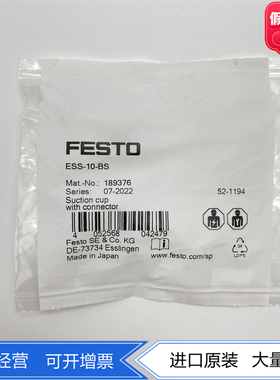 假
FESTO
ESS-10-BS
Mat.-No.: 189376
Series: 07-2022
52-1194
Suction cup
with connector
4 052568 042479
Festo SE & Co. KG
DE-73734 Esslingen
Made in Japan
www.festo.com/sp
04
LDPE
经营 可开增票
进口原装 大量